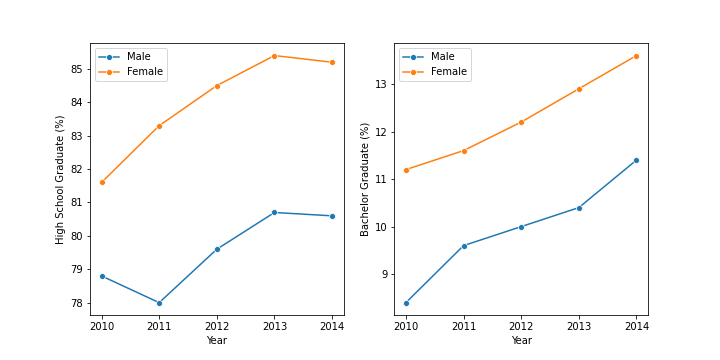 Male
Female
High School Graduate (%)
85
84
83
82
81
80
79
78
2010 2011 2012 2013 2014
Year
Male
Female
Bachelor Graduate (%)
13
12
11
10
9
2010 2011 2012 2013 2014
Year